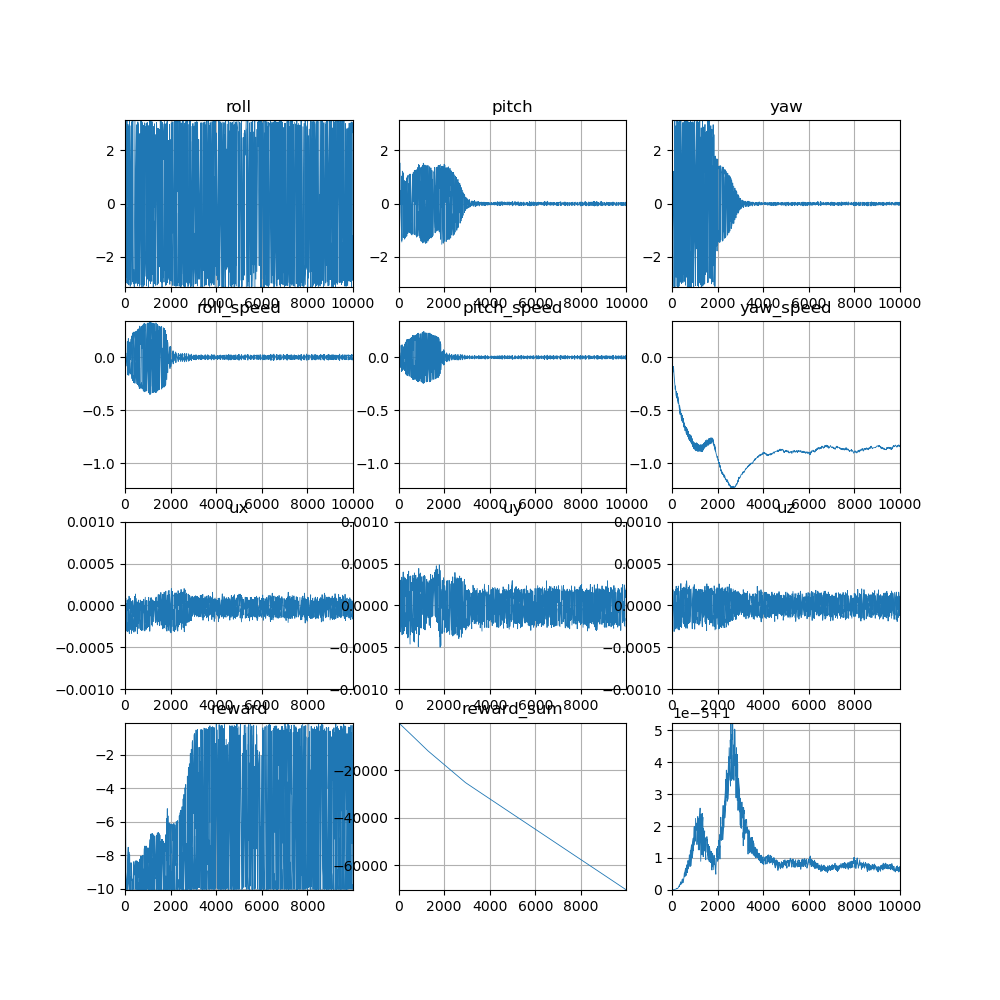 roll pitch yaw
2 2 2
0 0 0
−2 −2 −2
0 2000 4000 6000 8000 10000 0 2000 4000 6000 8000 10000 0 2000 4000 6000 8000 10000
roll_speed pitch_speed yaw_speed
0.0 0.0 0.0
−0.5 −0.5 −0.5
−1.0 −1.0 −1.0
0 2000 4000 6000 8000 10000 0 2000 4000 6000 8000 10000 0 2000 4000 6000 8000 10000
ux uy uz
0.0010 0.0010 0.0010
0.0005 0.0005 0.0005
0.0000 0.0000 0.0000
−0.0005 −0.0005 −0.0005
−0.0010 −0.0010 −0.0010
0 2000 4000 6000 8000 0 2000 4000 6000 8000 0 2000 4000 6000 8000
reward reward_sum 1e−5+1
−2 −20000 5
−4 −40000 4
−6 −60000 3
−8 2
−10 1
0
0 2000 4000 6000 8000 0 2000 4000 6000 8000 0 2000 4000 6000 8000 10000